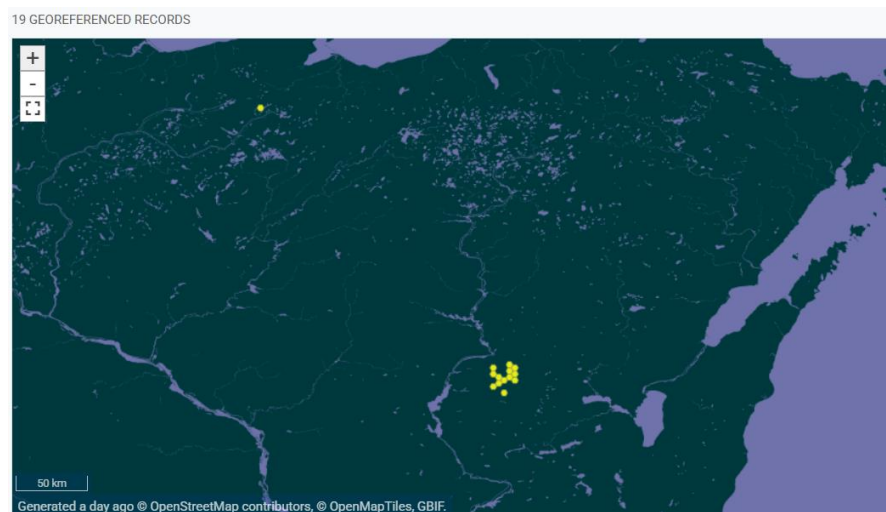 19 GEOREFERENCED RECORDS
+
-
50 km
Generated a day ago © OpenStreetMap contributors, © OpenMapTiles, GBIF.